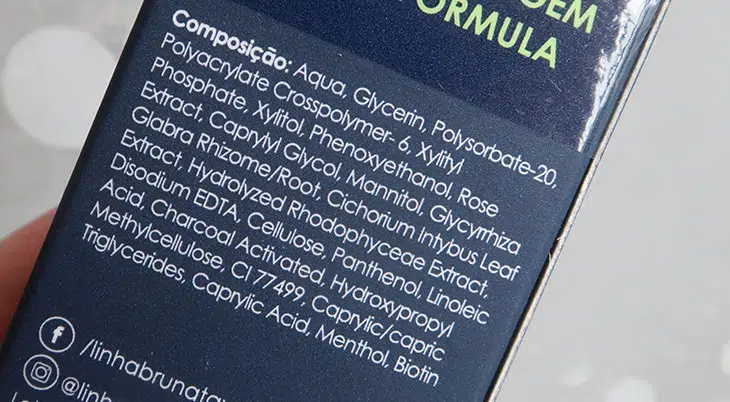 FORMULA
Composição: Aqua, Glycerin, Polysorbate-20,
Polyacrylate Crosspolymer- 6, Xylityl
Phosphate, Xylitol, Phenoxyethanol, Rose
Extract, Caprylyl Glycol, Mannitol, Glycyrrhiza
Glabra Rhizome/Root, Cichorium Intybus Leaf
Extract, Hydrolyzed Rhodophyceae Extract,
Disodium EDTA, Cellulose, Panthenol, Linoleic
Acid, Charcoal Activated, Hydroxypropyl
Methylcellulose, CI 77499, Caprylic/capric
Triglycerides, Caprylic Acid, Menthol, Biotin